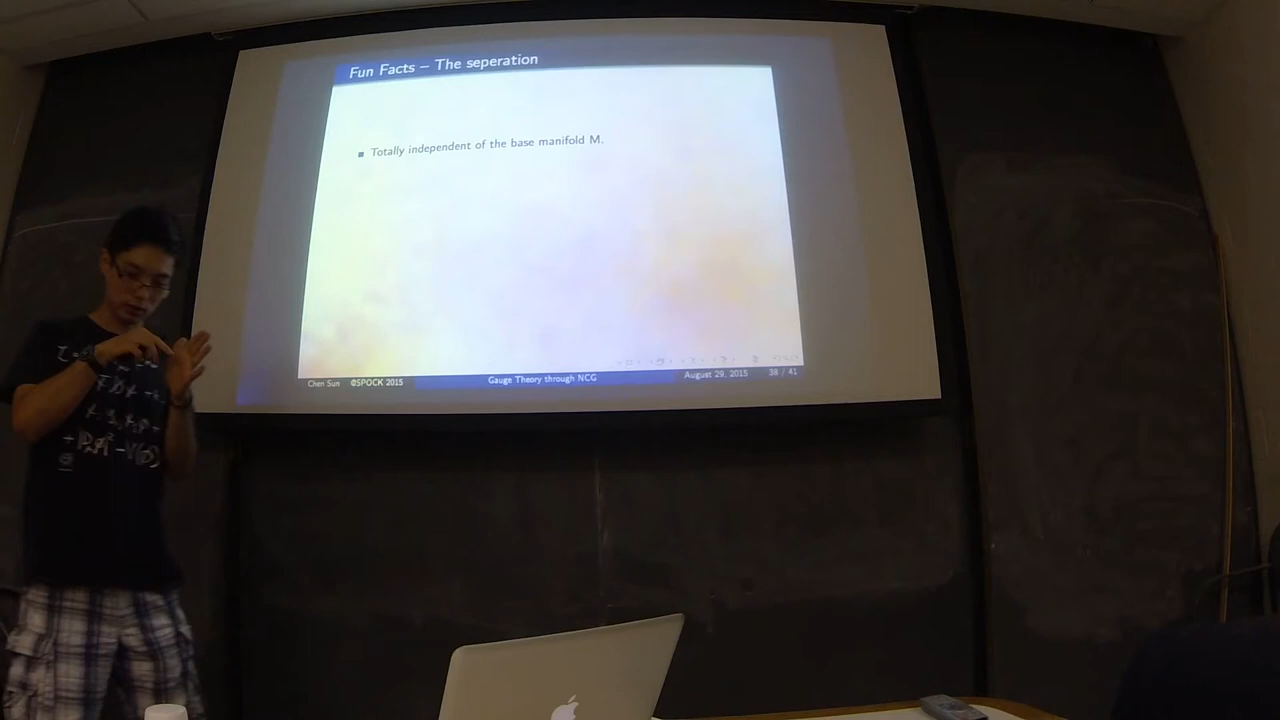 Fun Facts – The seperation
Totally independent of the base manifold M.
Chen Sun @SPOCK 2015 Gauge Theory through NCG August 29, 2015 38 / 41